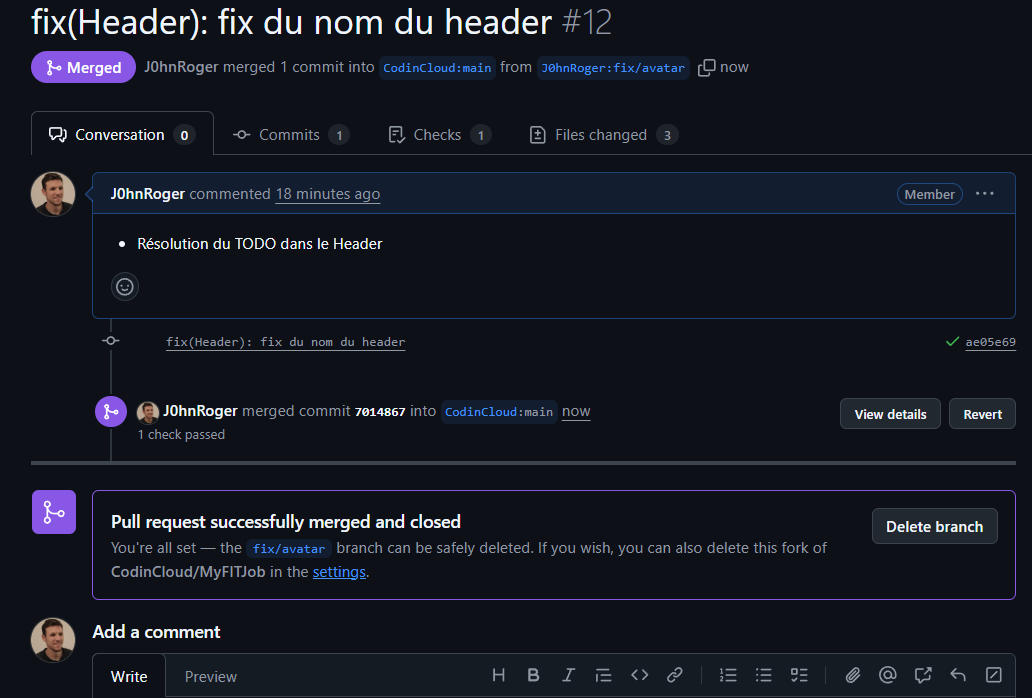 fix(Header): fix du nom du header #12
Merged J0hnRoger merged 1 commit into CodinCloud:main from J0hnRoger:fix/avatar now
Conversation 0 Commits 1 Checks 1 Files changed 3
J0hnRoger commented 18 minutes ago Member
• Résolution du TODO dans le Header
fix(Header): fix du nom du header ae05e69
J0hnRoger merged commit 7014867 into CodinCloud:main now View details Revert
1 check passed
Pull request successfully merged and closed
You're all set — the fix/avatar branch can be safely deleted. If you wish, you can also delete this fork of
CodinCloud/MyFITJob in the settings.
Delete branch
Add a comment
Write Preview